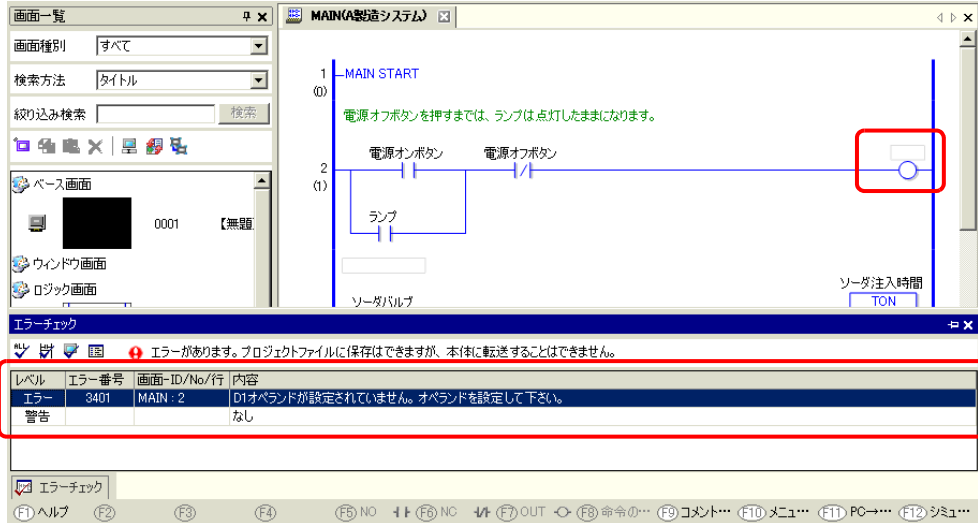 画面一覧
MAIN(A製造システム)
画面種別 すべて
検索方法 タイトル
絞り込み検索 検索
ベース画面
0001 【無題
ウィンドウ画面
ロジック画面
1
(0)
MAIN START
電源オフボタンを押すまでは、ランプは点灯したままになります。
電源オンボタン 電源オフボタン
2
(1)
ランプ
ソーダバルブ
ソーダ注入時間
TON
エラーチェック
エラーがあります。プロジェクトファイルに保存はできますが、本体に転送することはできません。
レベル エラー番号 画面-ID/No/行 内容
エラー 3401 MAIN : 2 D1オペランドが設定されていません。オペランドを設定して下さい。
警告 なし
エラーチェック
F1 ヘルプ F2 F3 F4 F5 NO F6 NC F7 OUT F8 命令の… F9 コメント… F10 メニュ… F11 PC→… F12 シミュ…